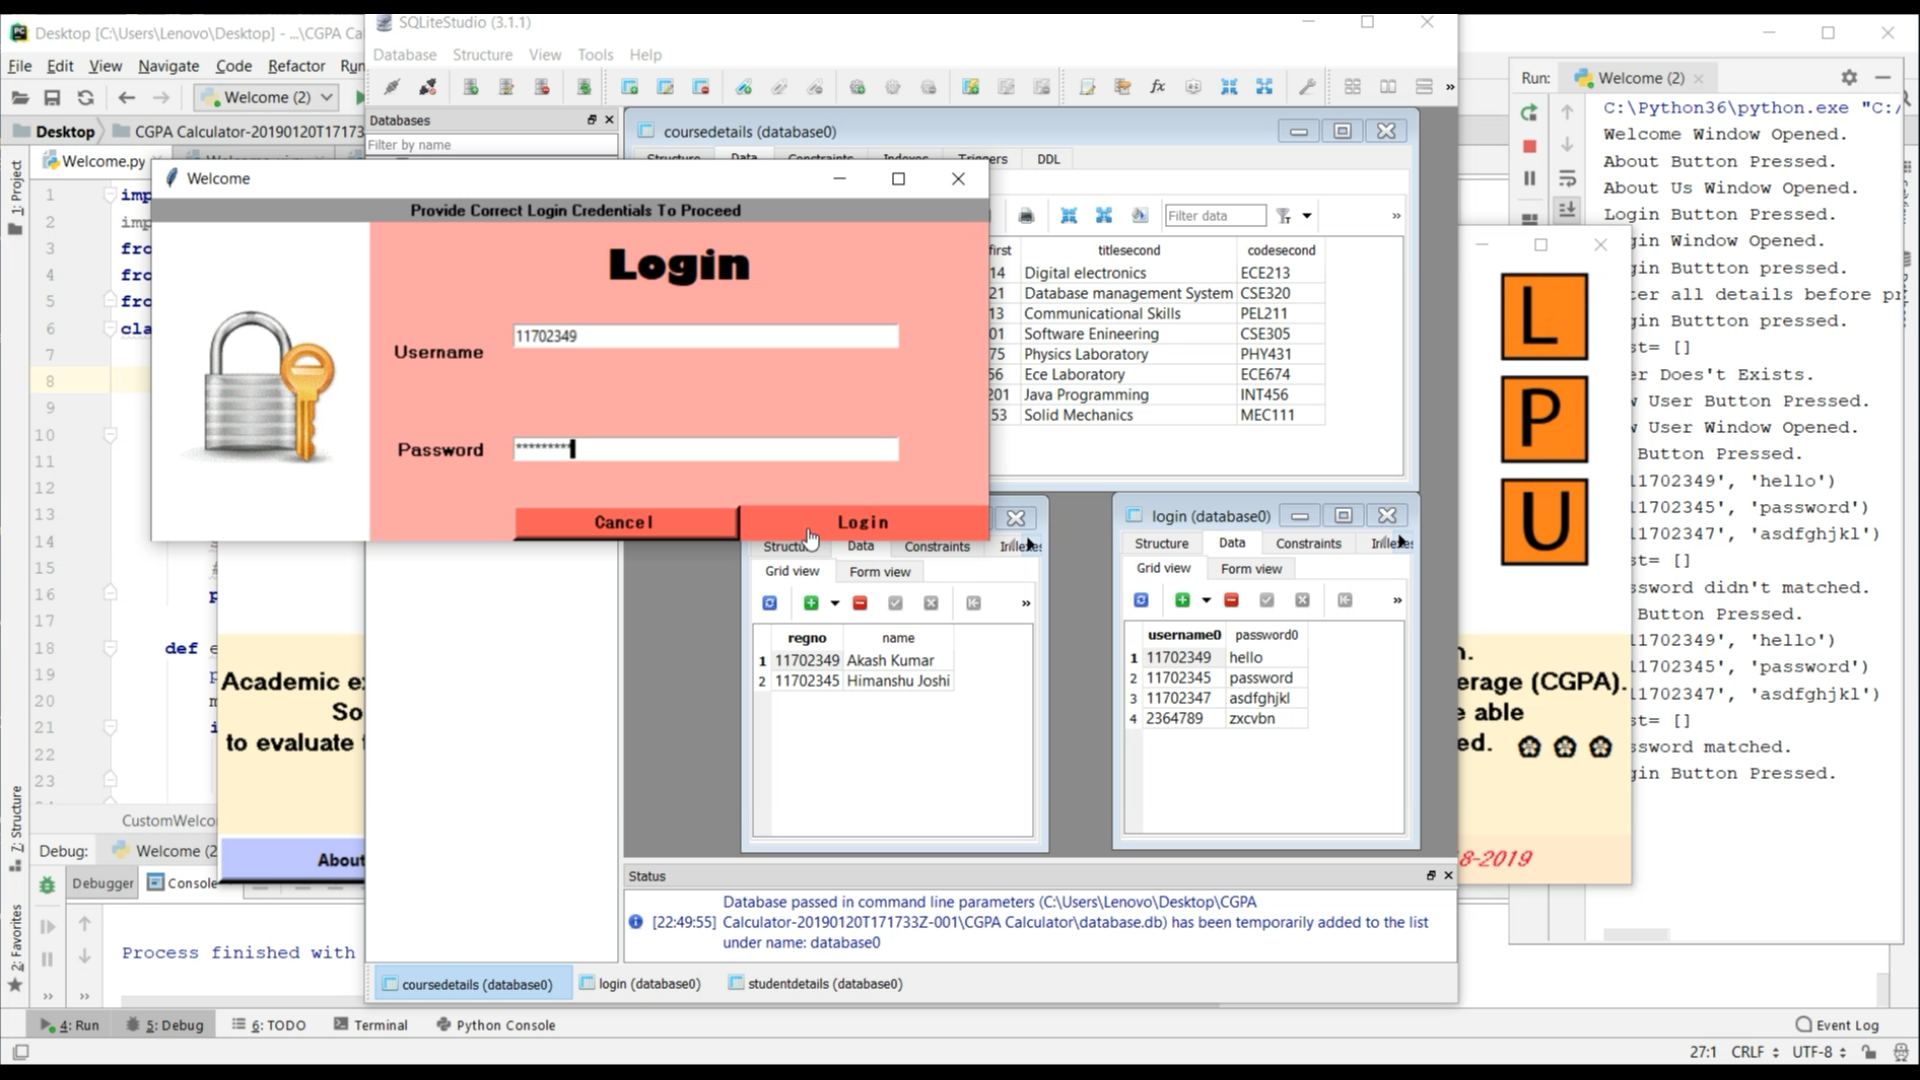 Desktop [C:\Users\Lenovo\Desktop] - ...\CGPA Ca
File Edit View Navigate Code Refactor Run
Welcome (2)
Desktop CGPA Calculator-20190120T17173
Welcome.py
1: Project
1
2
3
4
5
6
7
8
9
10
11
12
13
14
15
16
17
18
19
20
21
22
23
imp
imp
fro
fro
fro
cla
def e
CustomWelco
7: Structure
2: Favorites
SQLiteStudio (3.1.1)
Database Structure View Tools Help
Databases
Filter by name
coursedetails (database0)
Structure Data Constraints Indexes Triggers DDL
Filter data
first titlesecond codesecond
14 Digital electronics ECE213
21 Database management System CSE320
13 Communicational Skills PEL211
01 Software Enineering CSE305
75 Physics Laboratory PHY431
56 Ece Laboratory ECE674
201 Java Programming INT456
53 Solid Mechanics MEC111
Welcome
Provide Correct Login Credentials To Proceed
Login
Username 11702349
Password *********
Cancel Login
Structu Data Constraints
Grid view Form view
regno name
1 11702349 Akash Kumar
2 11702345 Himanshu Joshi
login (database0)
Structure Data Constraints
Grid view Form view
username0 password0
1 11702349 hello
2 11702345 password
3 11702347 asdfghjkl
4 2364789 zxcvbn
Academic e
So
to evaluate
About
L
P
U
n.
erage (CGPA).
e able
ed.
8-2019
Run: Welcome (2)
C:\Python36\python.exe "C:/
Welcome Window Opened.
About Button Pressed.
About Us Window Opened.
Login Button Pressed.
gin Window Opened.
gin Buttton pressed.
ter all details before pr
gin Buttton pressed.
st= []
er Does't Exists.
w User Button Pressed.
w User Window Opened.
Button Pressed.
11702349', 'hello')
11702345', 'password')
11702347', 'asdfghjkl')
st= []
ssword didn't matched.
Button Pressed.
11702349', 'hello')
11702345', 'password')
11702347', 'asdfghjkl')
st= []
ssword matched.
gin Button Pressed.
Debug: Welcome (2
Debugger Console
Process finished with
Status
Database passed in command line parameters (C:\Users\Lenovo\Desktop\CGPA
[22:49:55] Calculator-20190120T171733Z-001\CGPA Calculator\database.db) has been temporarily added to the list
under name: database0
coursedetails (database0) login (database0) studentdetails (database0)
4: Run 5: Debug 6: TODO Terminal Python Console Event Log
27:1 CRLF UTF-8